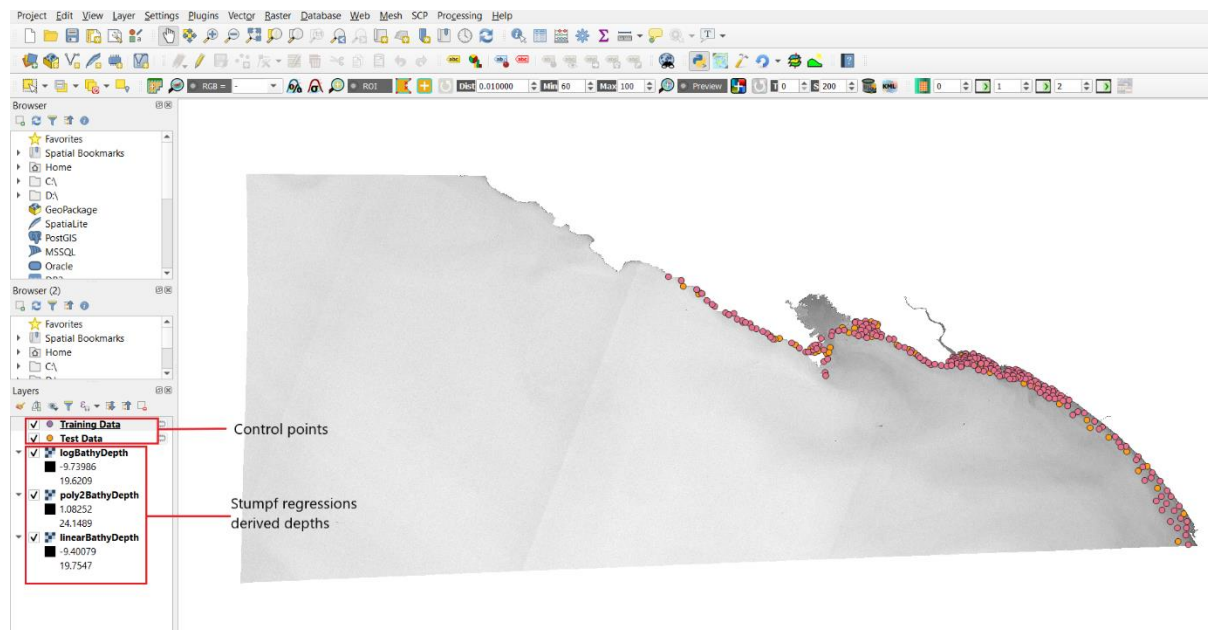 Project Edit View Layer Settings Plugins Vector Raster Database Web Mesh SCP Processing Help
RGB = - ROI Dist 0.010000 Min 60 Max 100 Preview T 0 S 200 KML 0 1 2
Browser
Favorites
Spatial Bookmarks
Home
C:\
D:\
GeoPackage
SpatiaLite
PostGIS
MSSQL
Oracle
Browser (2)
Favorites
Spatial Bookmarks
Home
C:\
Layers
Training Data
Test Data
Control points
logBathyDepth
-9.73986
19.6209
poly2BathyDepth
1.08252
24.1489
Stumpf regressions
derived depths
linearBathyDepth
-9.40079
19.7547